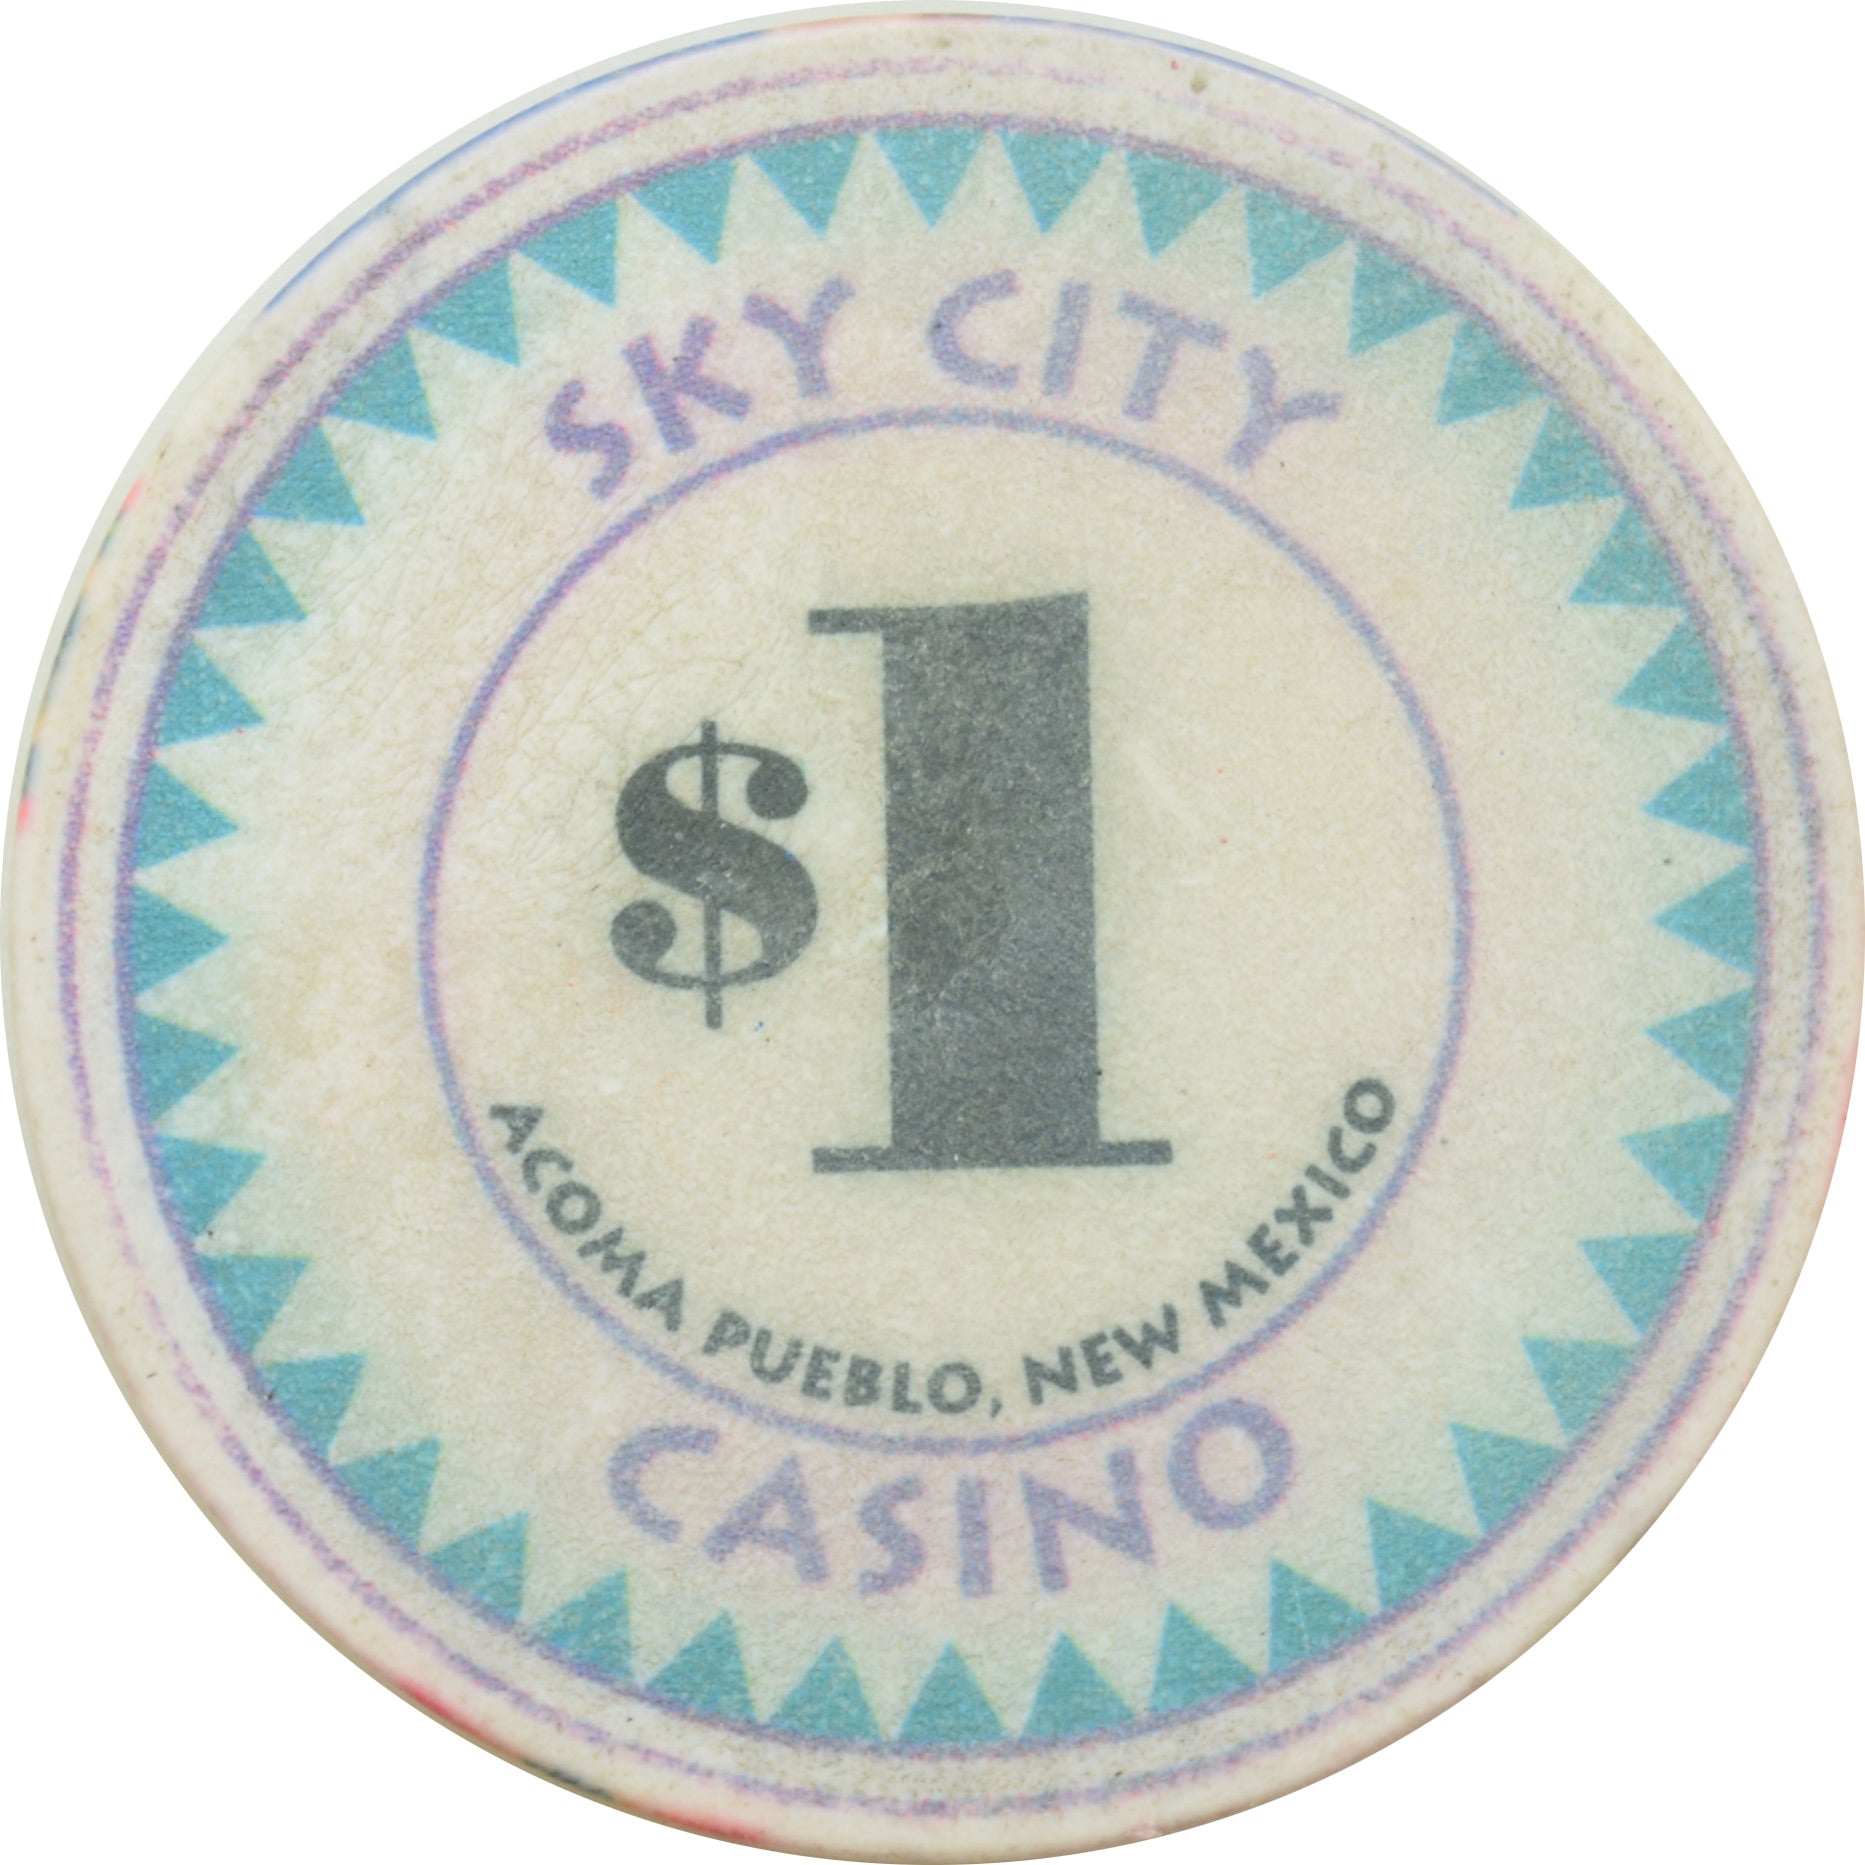 SKY CITY
$1
ACOMA PUEBLO, NEW MEXICO
CASINO